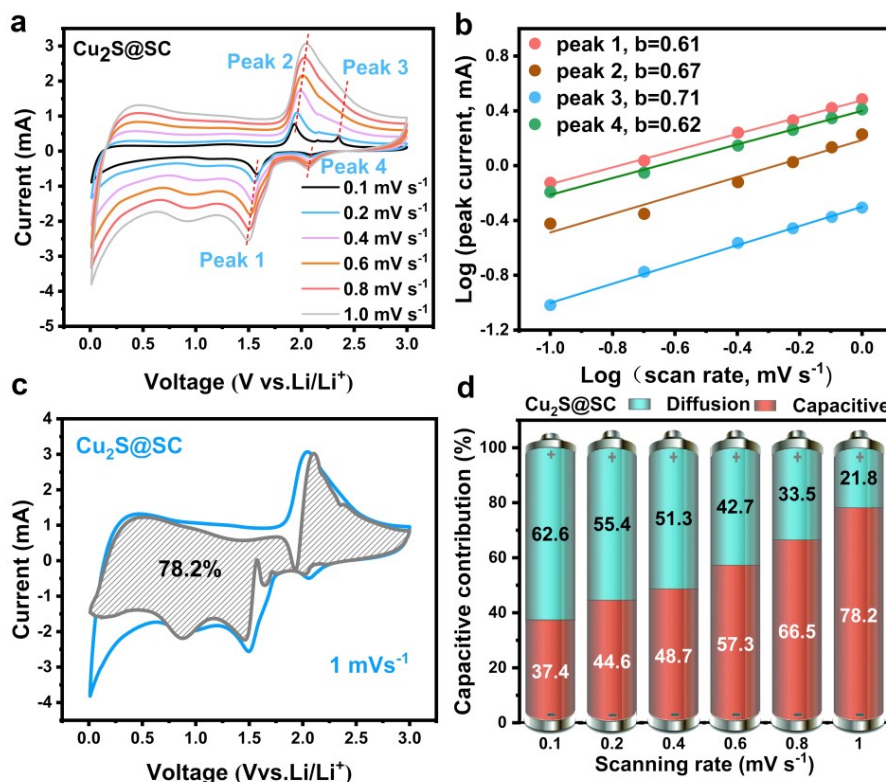 a
Cu2S@SC
Peak 2
Peak 3
Peak 4
Peak 1
0.1 mV s-1
0.2 mV s-1
0.4 mV s-1
0.6 mV s-1
0.8 mV s-1
1.0 mV s-1
4
3
2
1
0
-1
-2
-3
-4
-5
Current (mA)
0.0 0.5 1.0 1.5 2.0 2.5 3.0
Voltage (V vs.Li/Li+)
b
peak 1, b=0.61
peak 2, b=0.67
peak 3, b=0.71
peak 4, b=0.62
0.8
0.4
0.0
-0.4
-0.8
-1.2
Log (peak current, mA)
-1.0 -0.8 -0.6 -0.4 -0.2 0.0
Log（scan rate, mV s-1)
c
Cu2S@SC
78.2%
1 mVs-1
4
3
2
1
0
-1
-2
-3
-4
-5
Current (mA)
0.0 0.5 1.0 1.5 2.0 2.5 3.0
Voltage (Vvs.Li/Li+)
d
Cu2S@SC Diffusion Capacitive
100
80
60
40
20
0
Capacitive contribution (%)
+ + + + + +
62.6 55.4 51.3 42.7 33.5 21.8
37.4 44.6 48.7 57.3 66.5 78.2
- - - - - -
0.1 0.2 0.4 0.6 0.8 1
Scanning rate (mV s-1)